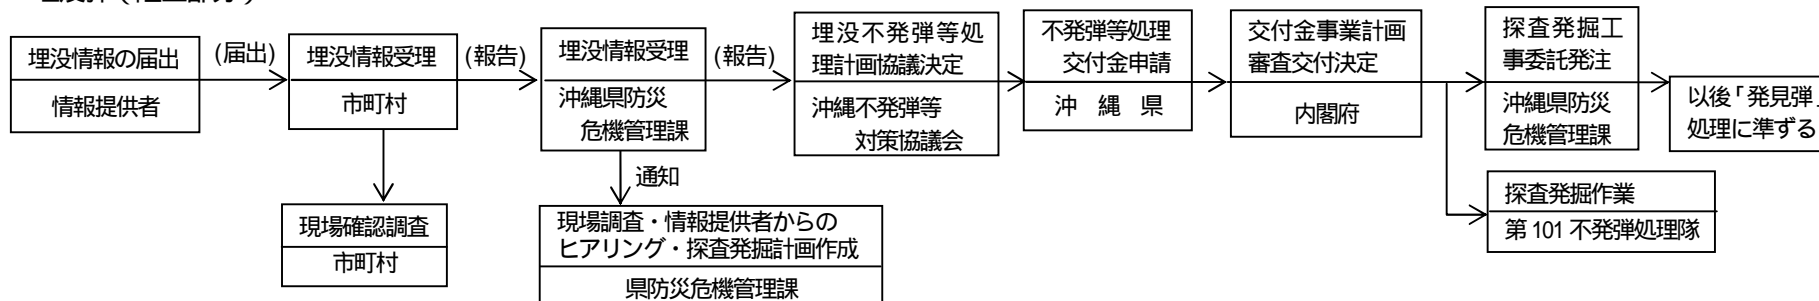 埋没情報の届出
情報提供者
(届出)
埋没情報受理
市町村
現場確認調査
市町村
(報告)
埋没情報受理
沖縄県防災
危機管理課
通知
現場調査・情報提供者からの
ヒアリング・探査発掘計画作成
県防災危機管理課
(報告)
埋没不発弾等処
理計画協議決定
沖縄不発弾等
対策協議会
不発弾等処理
交付金申請
沖縄県
交付金事業計画
審査交付決定
内閣府
探査発掘工
事委託発注
沖縄県防災
危機管理課
以後「発見弾」
処理に準ずる
探査発掘作業
第101不発弾処理隊